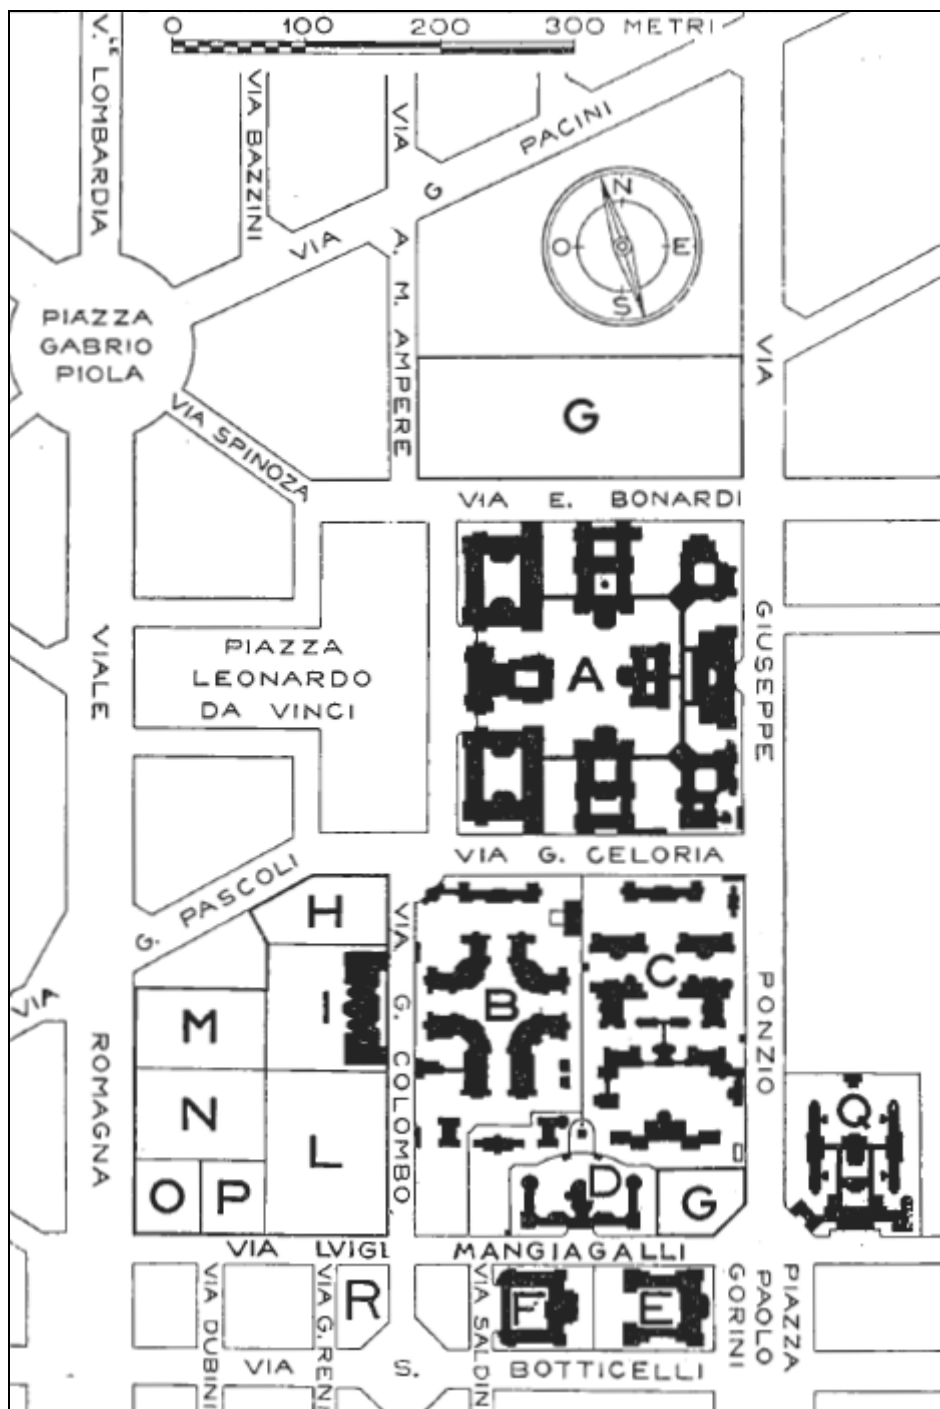 0 100 200 300 METRI
V.LE LOMBARDIA
VIA BAZZINI
VIA A. M. AMPERE
VIA G PACINI
N
O E
S
PIAZZA
GABRIO
PIOLA
VIA SPINOZA
G
VIA E. BONARDI
VIA GIUSEPPE PONZIO
PIAZZA
LEONARDO
DA VINCI
A
VIALE ROMAGNA
VIA G. CELORIA
VIA G. PASCOLI
H
VIA G. COLOMBO
B
C
I
M
N
L
O
P
D
G
Q
VIA LVIGI MANGIAGALLI
R
F
E
VIA DUBINI
VIA G. RENI
VIA SALDIN
PIAZZA
PAOLO
GORINI
VIA S. BOTTICELLI